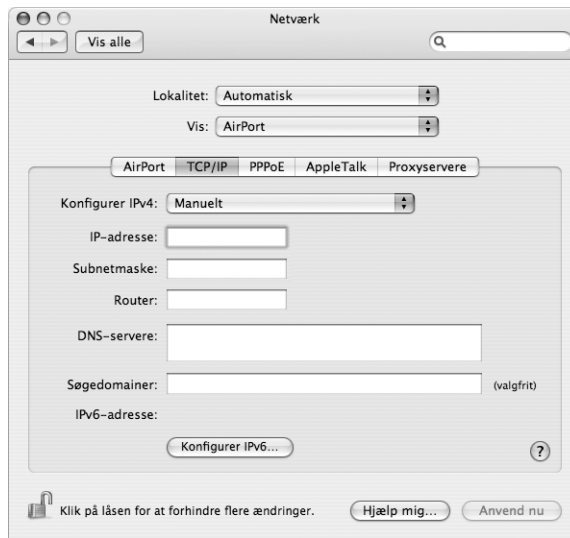 Netværk
Vis alle
Lokalitet: Automatisk
Vis: AirPort
AirPort TCP/IP PPPoE AppleTalk Proxyservere
Konfigurer IPv4: Manuelt
IP-adresse:
Subnetmaske:
Router:
DNS-servere:
Søgedomainer: (valgfrit)
IPv6-adresse:
Konfigurer IPv6... ?
Klik på låsen for at forhindre flere ændringer. Hjælp mig... Anvend nu